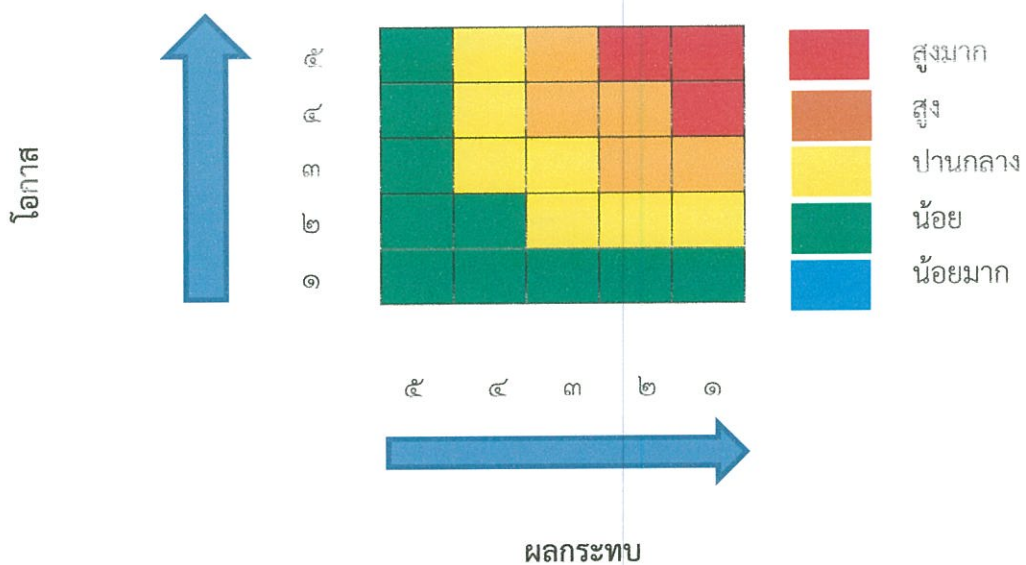 โอกาส
๕
๔
๓
๒
๑
สูงมาก
สูง
ปานกลาง
น้อย
น้อยมาก
๕ ๔ ๓ ๒ ๑
ผลกระทบ